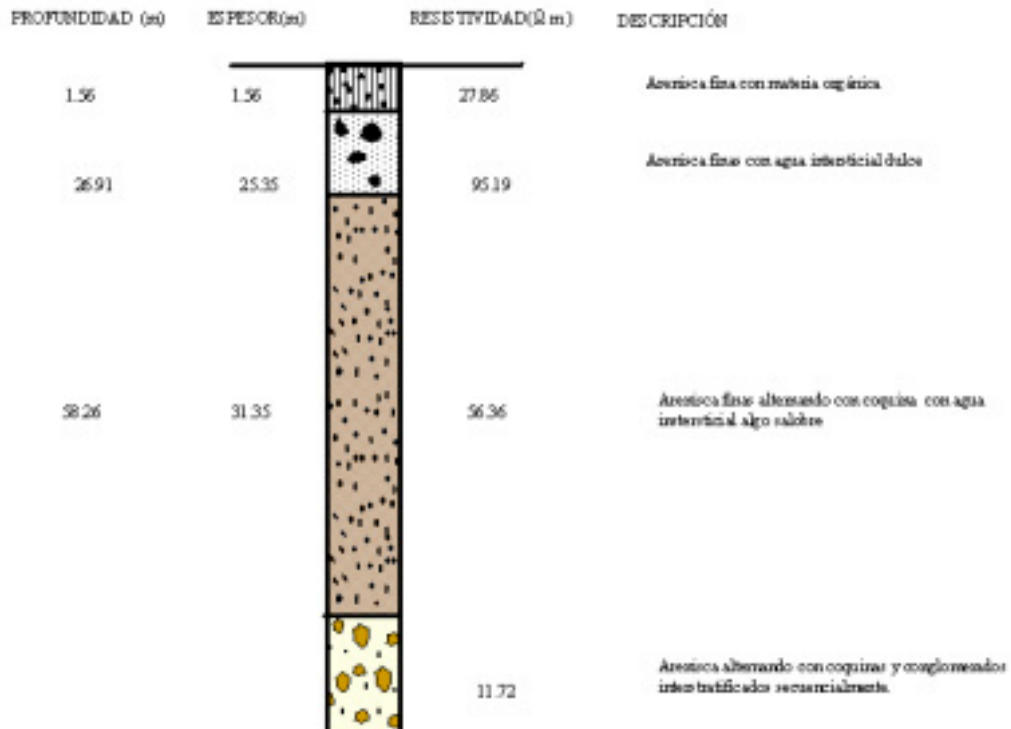 PROFUNDIDAD (m) ESPESOR(m) RESISTIVIDAD(Ω m) DESCRIPCIÓN
1.56 1.56 27.86 Arenisca fina con materia orgánica
Arenisca finas con agua intersticial dulce
26.91 25.35 95.19
58.26 31.35 56.36 Arenisca finas alternando con coquina con agua
instersticial algo salobre
Arenisca alternando con coquinas y conglomerados
11.72 interstratificados secuencialmente.